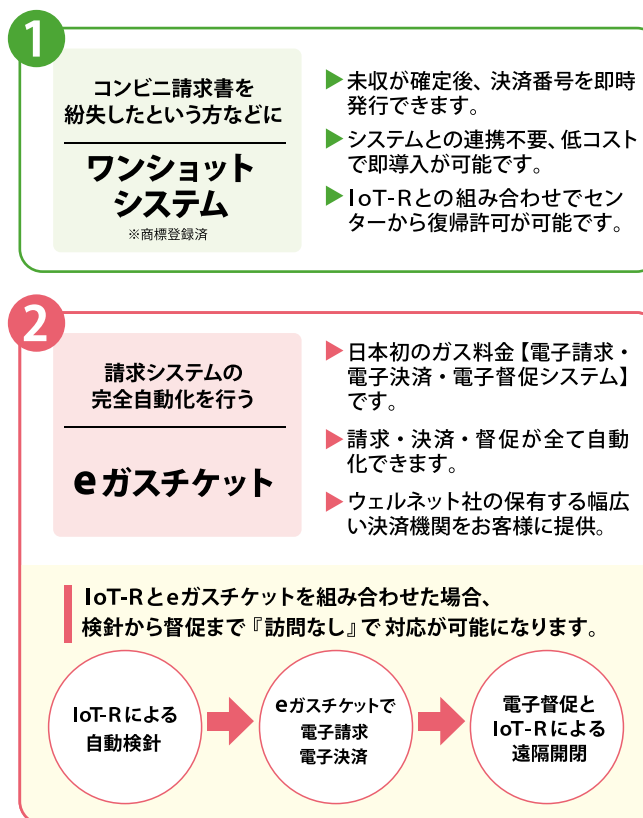 1
コンビニ請求書を
紛失したという方などに
ワンショット
システム
※商標登録済
▶未収が確定後、決済番号を即時
発行できます。
▶システムとの連携不要、低コスト
で即導入が可能です。
▶IoT-Rとの組み合わせでセン
ターから復帰許可が可能です。
2
請求システムの
完全自動化を行う
eガスチケット
▶日本初のガス料金【電子請求・
電子決済・電子督促システム】
です。
▶請求・決済・督促が全て自動
化できます。
▶ウェルネット社の保有する幅広
い決済機関をお客様に提供。
IoT-Rとeガスチケットを組み合わせた場合、
検針から督促まで『訪問なし』で対応が可能になります。
IoT-Rによる
自動検針
eガスチケットで
電子請求
電子決済
電子督促と
IoT-Rによる
遠隔開閉